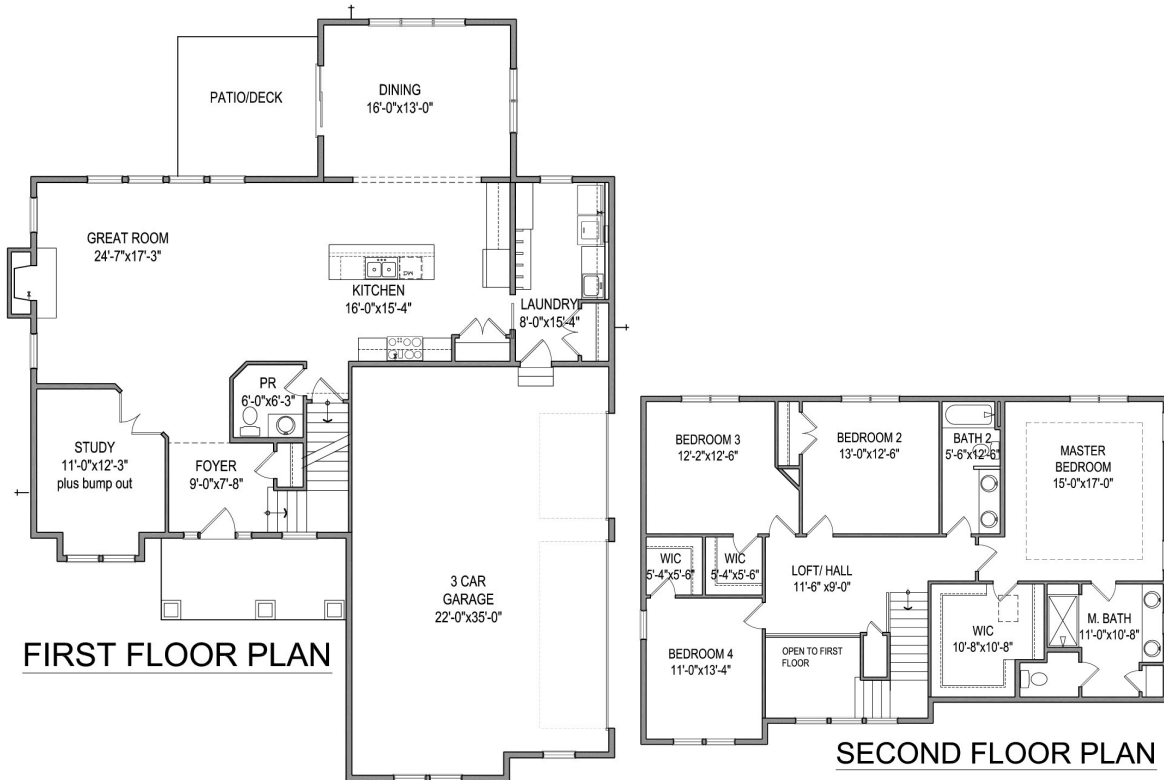 PATIO/DECK
DINING
16'-0"x13'-0"
GREAT ROOM
24'-7"x17'-3"
KITCHEN
16'-0"x15'-4"
LAUNDRY
8'-0"x15'-4"
PR
6'-0"x6'-3"
STUDY
11'-0"x12'-3"
plus bump out
FOYER
9'-0"x7'-8"
3 CAR
GARAGE
22'-0"x35'-0"
FIRST FLOOR PLAN
BEDROOM 3
12'-2"x12'-6"
BEDROOM 2
13'-0"x12'-6"
BATH 2
5'-6"x12'-6"
MASTER
BEDROOM
15'-0"x17'-0"
WIC
5'-4"x5'-6"
WIC
5'-4"x5'-6"
LOFT/ HALL
11'-6" x9'-0"
BEDROOM 4
11'-0"x13'-4"
OPEN TO FIRST
FLOOR
WIC
10'-8"x10'-8"
M. BATH
11'-0"x10'-8"
SECOND FLOOR PLAN